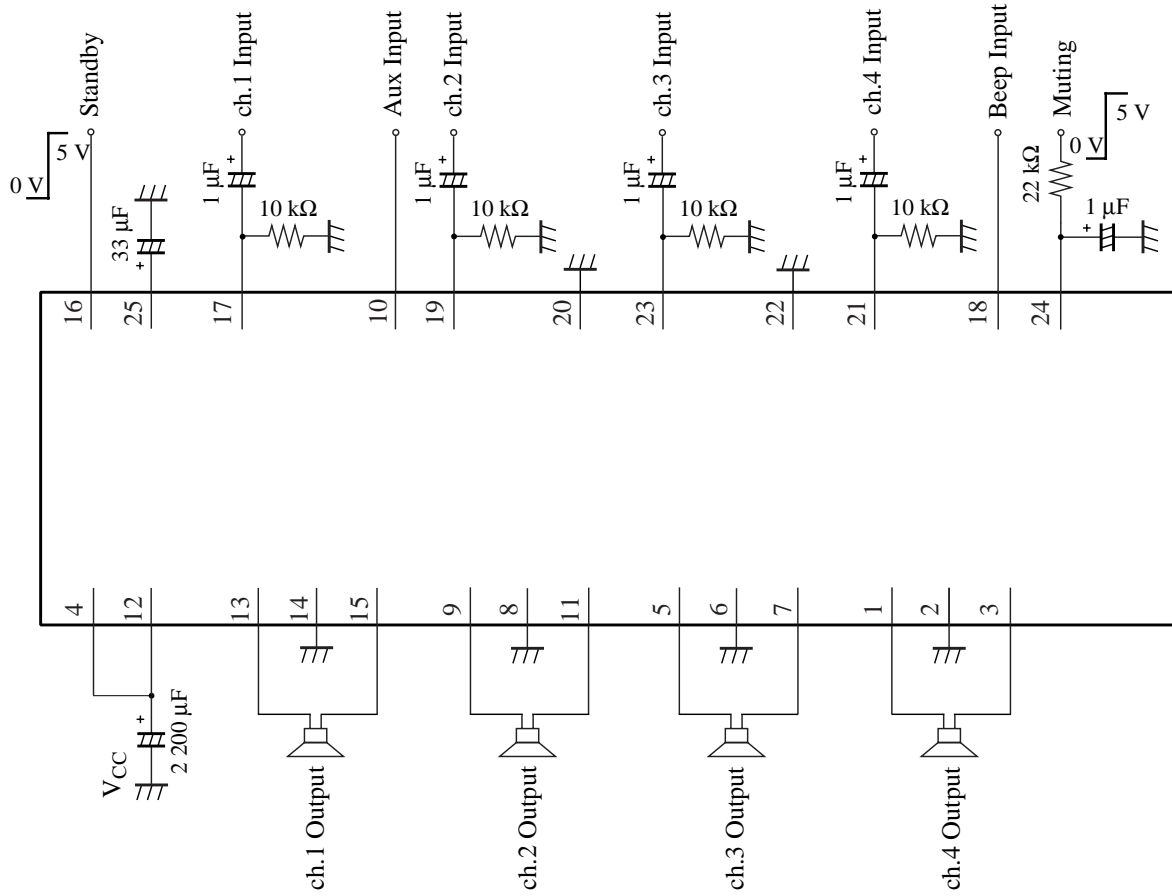 0 V
5 V
Standby
33 µF
+
16
25
ch.1 Input
+
1 µF
10 kΩ
17
Aux Input
10
ch.2 Input
+
1 µF
10 kΩ
19
20
ch.3 Input
+
1 µF
10 kΩ
23
22
ch.4 Input
+
1 µF
10 kΩ
21
Beep Input
18
Muting
0 V
5 V
22 kΩ
1 µF
+
24
4
12
+
VCC
2 200 µF
13
14
15
ch.1 Output
9
8
11
ch.2 Output
5
6
7
ch.3 Output
1
2
3
ch.4 Output